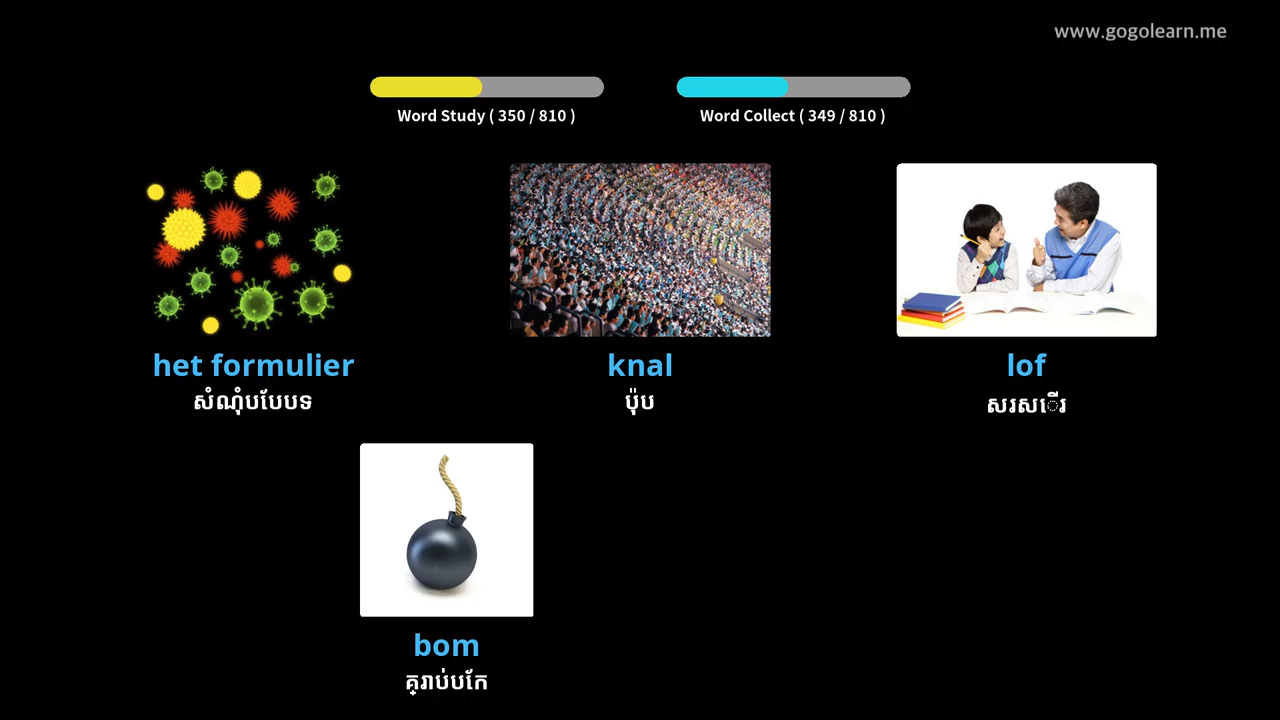 www.gogolearn.me
Word Study ( 350 / 810 )
Word Collect ( 349 / 810 )
het formulier
សំណុំបបែបទ
knal
ប៉ុប
lof
សរសើរ
bom
គ្រាប់បកែ